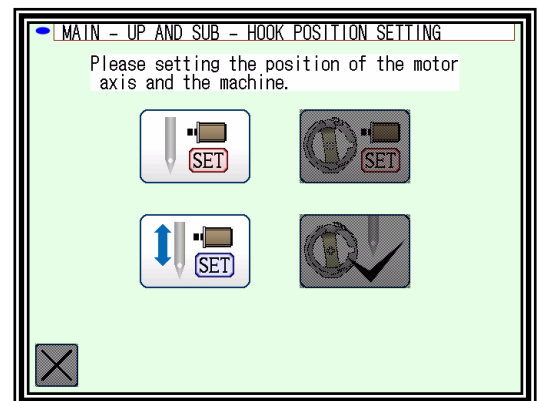 MAIN – UP AND SUB – HOOK POSITION SETTING
Please setting the position of the motor
axis and the machine.
SET
SET
SET